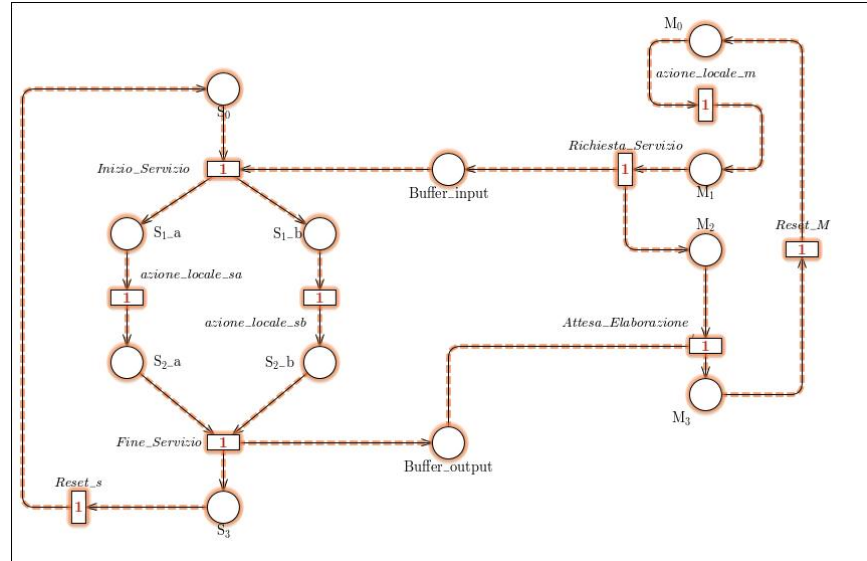 M0
azione_locale_m
1
S0
Richiesta_Servizio
Inizio_Servizio
1
Buffer_input
1
M1
M2
Reset_M
1
S1_a
S1_b
azione_locale_sa
1
1
azione_locale_sb
Attesa_Elaborazione
1
S2_a
S2_b
M3
Fine_Servizio
1
Buffer_output
Reset_s
1
S3